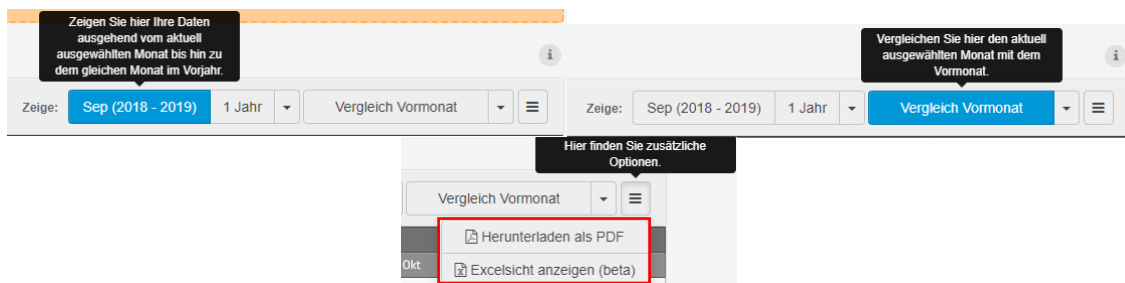 Zeigen Sie hier Ihre Daten
ausgehend vom aktuell
ausgewählten Monat bis hin zu
dem gleichen Monat im Vorjahr.
i
Zeige: Sep (2018 - 2019) 1 Jahr Vergleich Vormonat
Vergleichen Sie hier den aktuell
ausgewählten Monat mit dem
Vormonat.
i
Zeige: Sep (2018 - 2019) 1 Jahr Vergleich Vormonat
Hier finden Sie zusätzliche
Optionen.
Vergleich Vormonat
Herunterladen als PDF
Okt
Excelsicht anzeigen (beta)